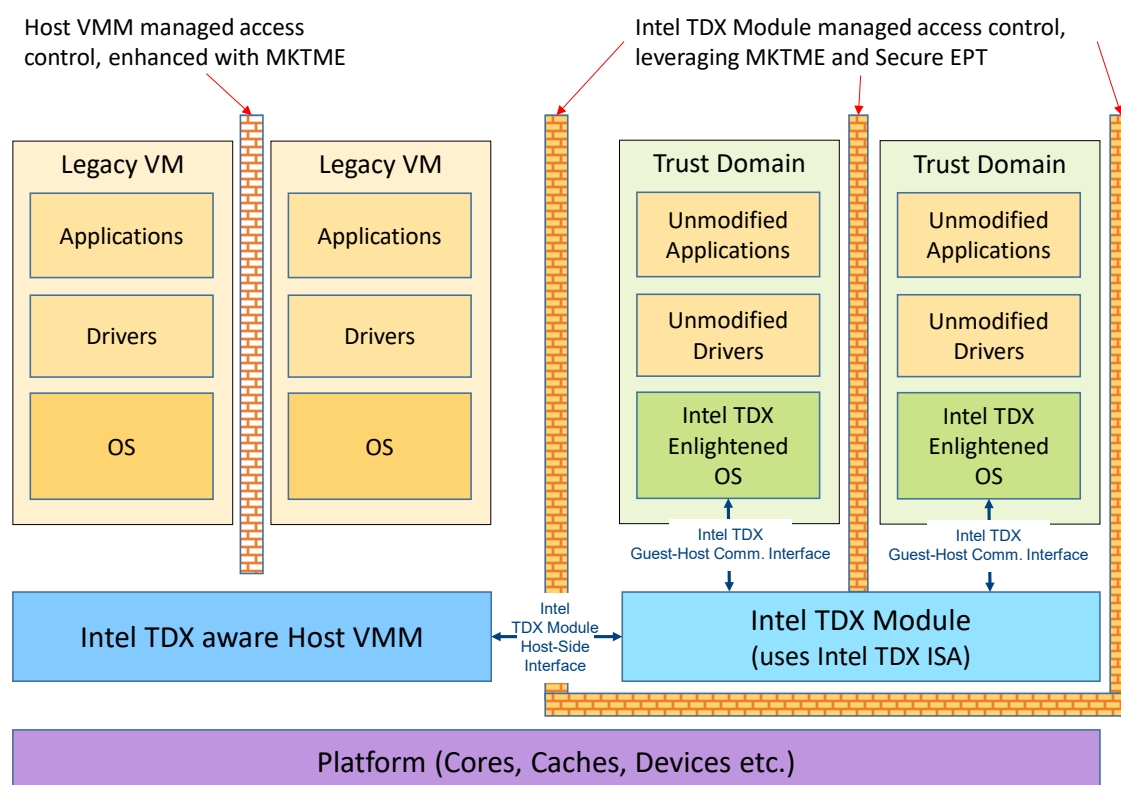 Host VMM managed access
control, enhanced with MKTME
Intel TDX Module managed access control,
leveraging MKTME and Secure EPT
Legacy VM
Applications
Drivers
OS
Legacy VM
Applications
Drivers
OS
Trust Domain
Unmodified
Applications
Unmodified
Drivers
Intel TDX
Enlightened
OS
Trust Domain
Unmodified
Applications
Unmodified
Drivers
Intel TDX
Enlightened
OS
Intel TDX
Guest-Host Comm. Interface
Intel TDX
Guest-Host Comm. Interface
Intel TDX aware Host VMM
Intel
TDX Module
Host-Side
Interface
Intel TDX Module
(uses Intel TDX ISA)
Platform (Cores, Caches, Devices etc.)